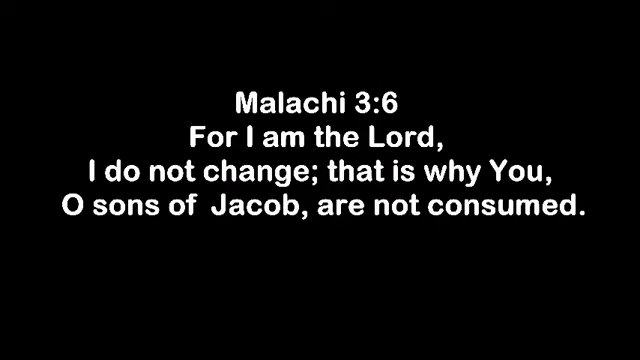 Malachi 3:6
For I am the Lord,
I do not change; that is why You,
O sons of Jacob, are not consumed.